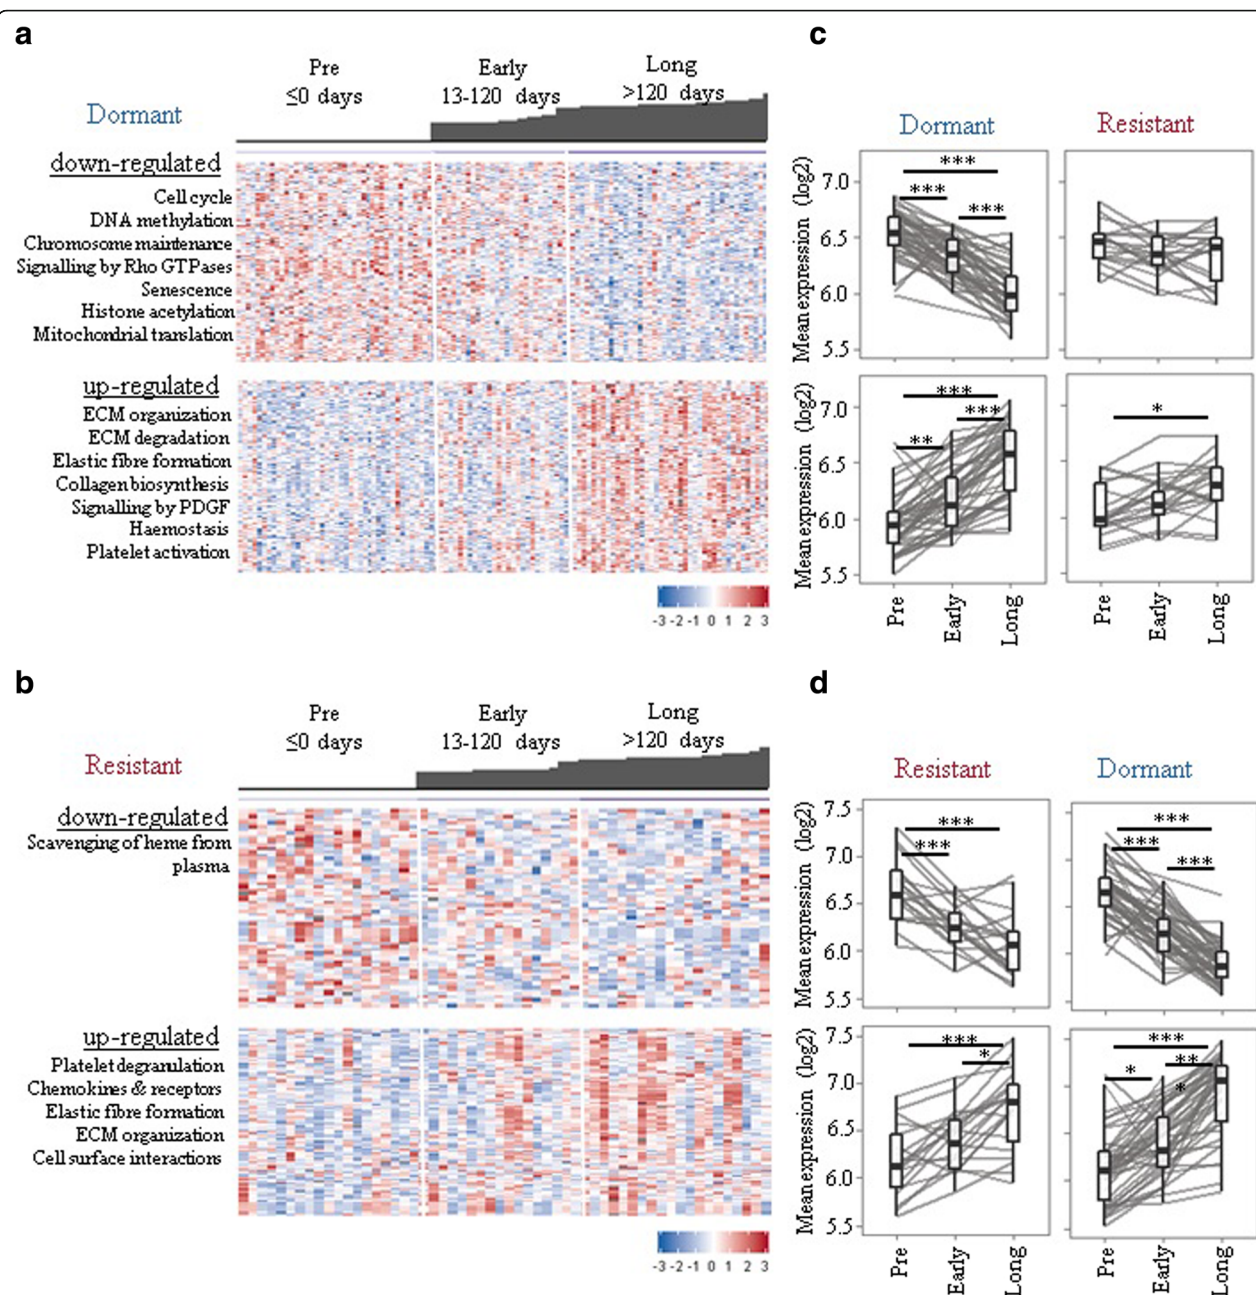 a
Pre
≤0 days
Early
13-120 days
Long
>120 days
Dormant
down-regulated
Cell cycle
DNA methylation
Chromosome maintenance
Signalling by Rho GTPases
Senescence
Histone acetylation
Mitochondrial translation
up-regulated
ECM organization
ECM degradation
Elastic fibre formation
Collagen biosynthesis
Signalling by PDGF
Haemostasis
Platelet activation
-3 -2 -1 0 1 2 3
c
Dormant
Resistant
Mean expression (log2)
7.0
6.5
6.0
5.5
***
***
***
Mean expression (log2)
7.0
6.5
6.0
5.5
***
***
**
*
Pre
Early
Long
Pre
Early
Long
b
Pre
≤0 days
Early
13-120 days
Long
>120 days
Resistant
down-regulated
Scavenging of heme from
plasma
up-regulated
Platelet degranulation
Chemokines & receptors
Elastic fibre formation
ECM organization
Cell surface interactions
-3 -2 -1 0 1 2 3
d
Resistant
Dormant
Mean expression (log2)
7.5
7.0
6.5
6.0
5.5
***
***
***
***
***
Mean expression (log2)
7.5
7.0
6.5
6.0
5.5
***
*
***
**
*
*
Pre
Early
Long
Pre
Early
Long